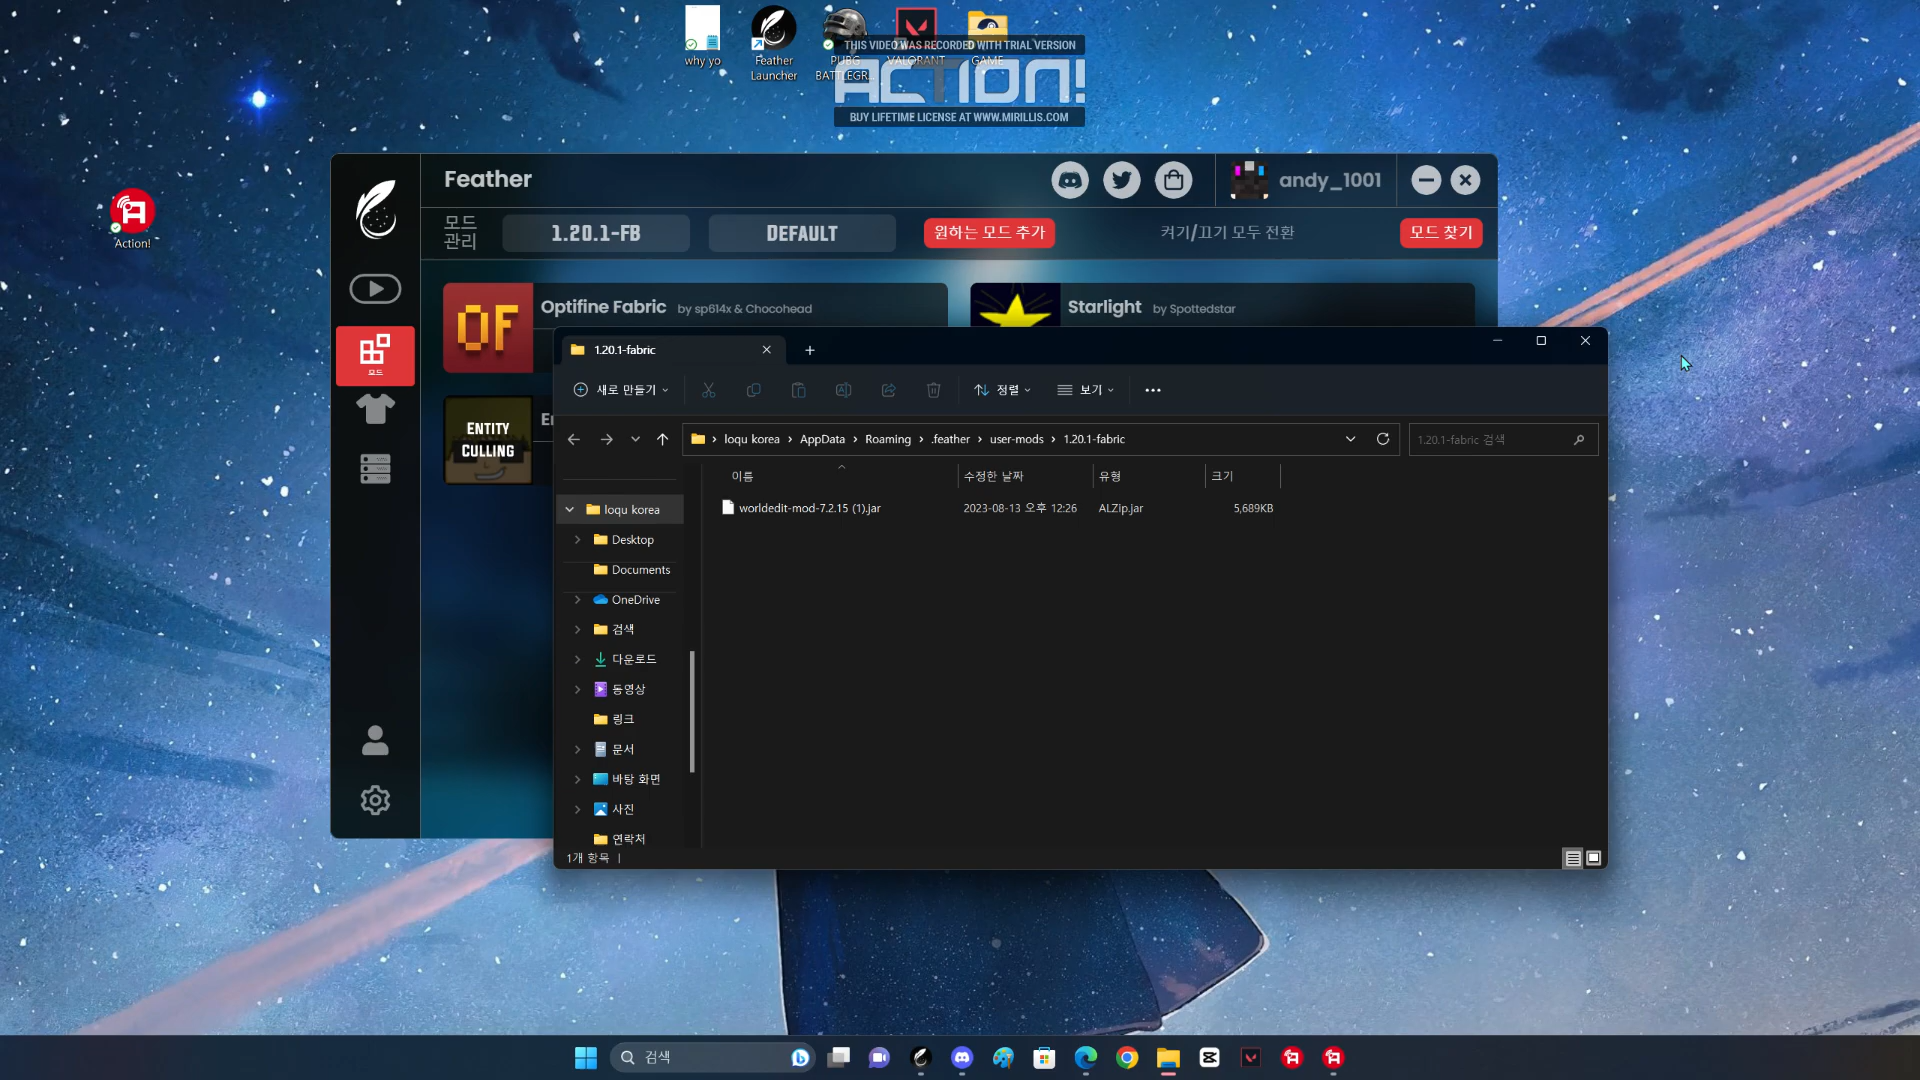 why yo
Feather
Launcher
PUBG
BATTLEGR...
VALORANT
GAME
THIS VIDEO WAS RECORDED WITH TRIAL VERSION
ACTION!
BUY LIFETIME LICENSE AT WWW.MIRILLIS.COM
Action!
Feather
andy_1001
모드
관리
1.20.1-FB
DEFAULT
원하는 모드 추가
켜기/끄기 모두 전환
모드 찾기
모드
OF
Optifine Fabric by sp614x & Chocohead
Starlight by Spottedstar
ENTITY
CULLING
1.20.1-fabric
새로 만들기
정렬
보기
loqu korea > AppData > Roaming > .feather > user-mods > 1.20.1-fabric
1.20.1-fabric 검색
이름 수정한 날짜 유형 크기
worldedit-mod-7.2.15 (1).jar 2023-08-13 오후 12:26 ALZip.jar 5,689KB
loqu korea
Desktop
Documents
OneDrive
검색
다운로드
동영상
링크
문서
바탕 화면
사진
연락처
1개 항목
검색